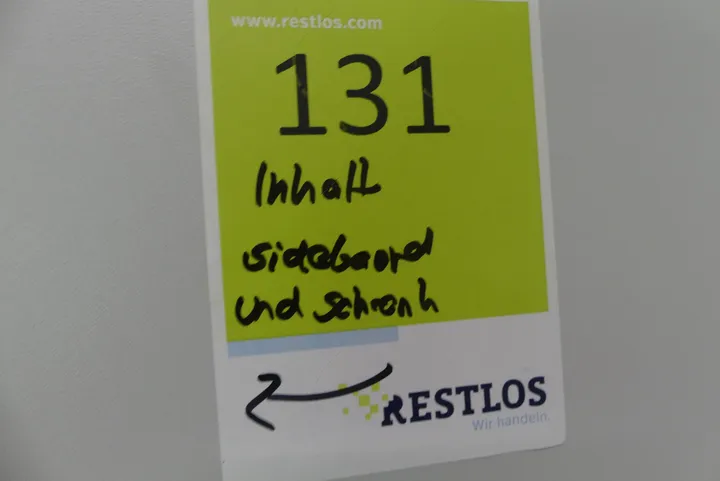 www.restlos.com
131
Inhalt
sideboard
und schrank
RESTLOS
Wir handeln.